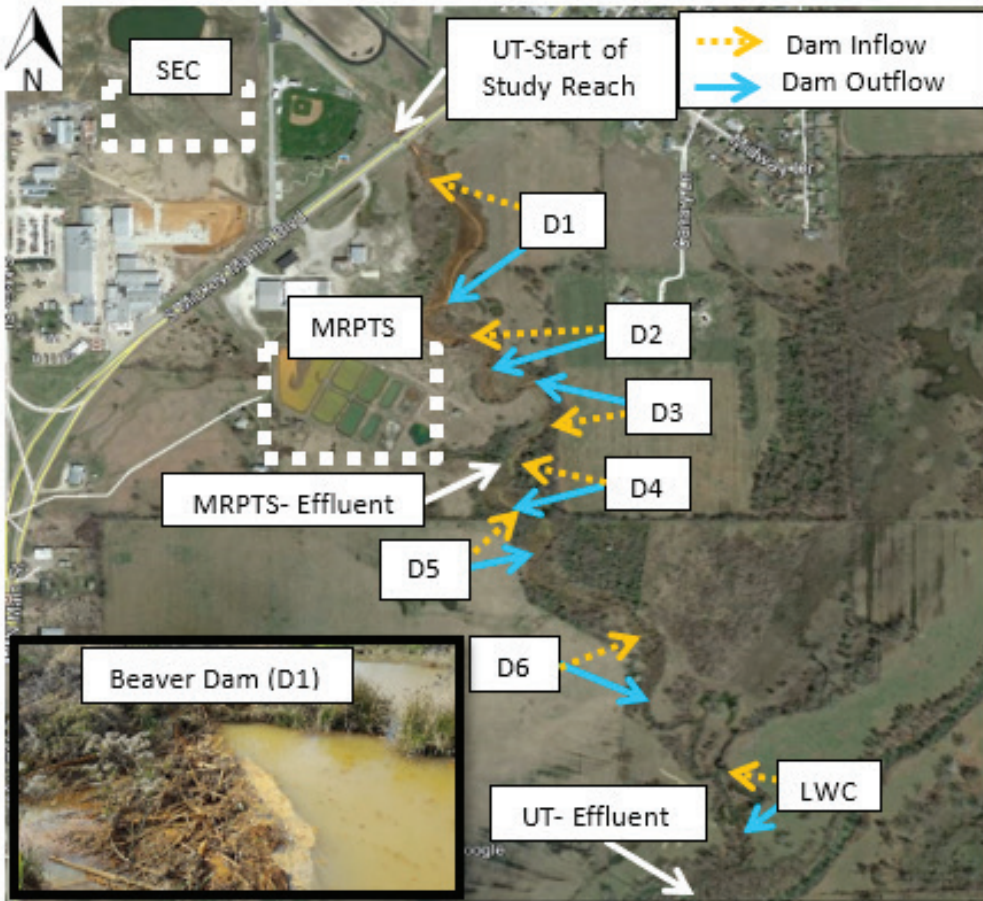 N
SEC
UT-Start of
Study Reach
Dam Inflow
Dam Outflow
D1
MRPTS
D2
D3
MRPTS- Effluent
D4
D5
D6
Beaver Dam (D1)
LWC
UT- Effluent